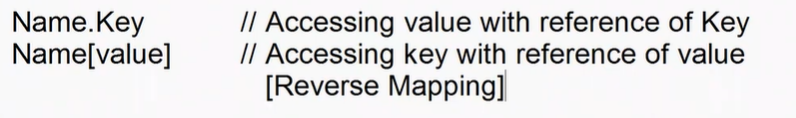 Name.Key // Accessing value with reference of Key
Name[value] // Accessing key with reference of value
[Reverse Mapping]